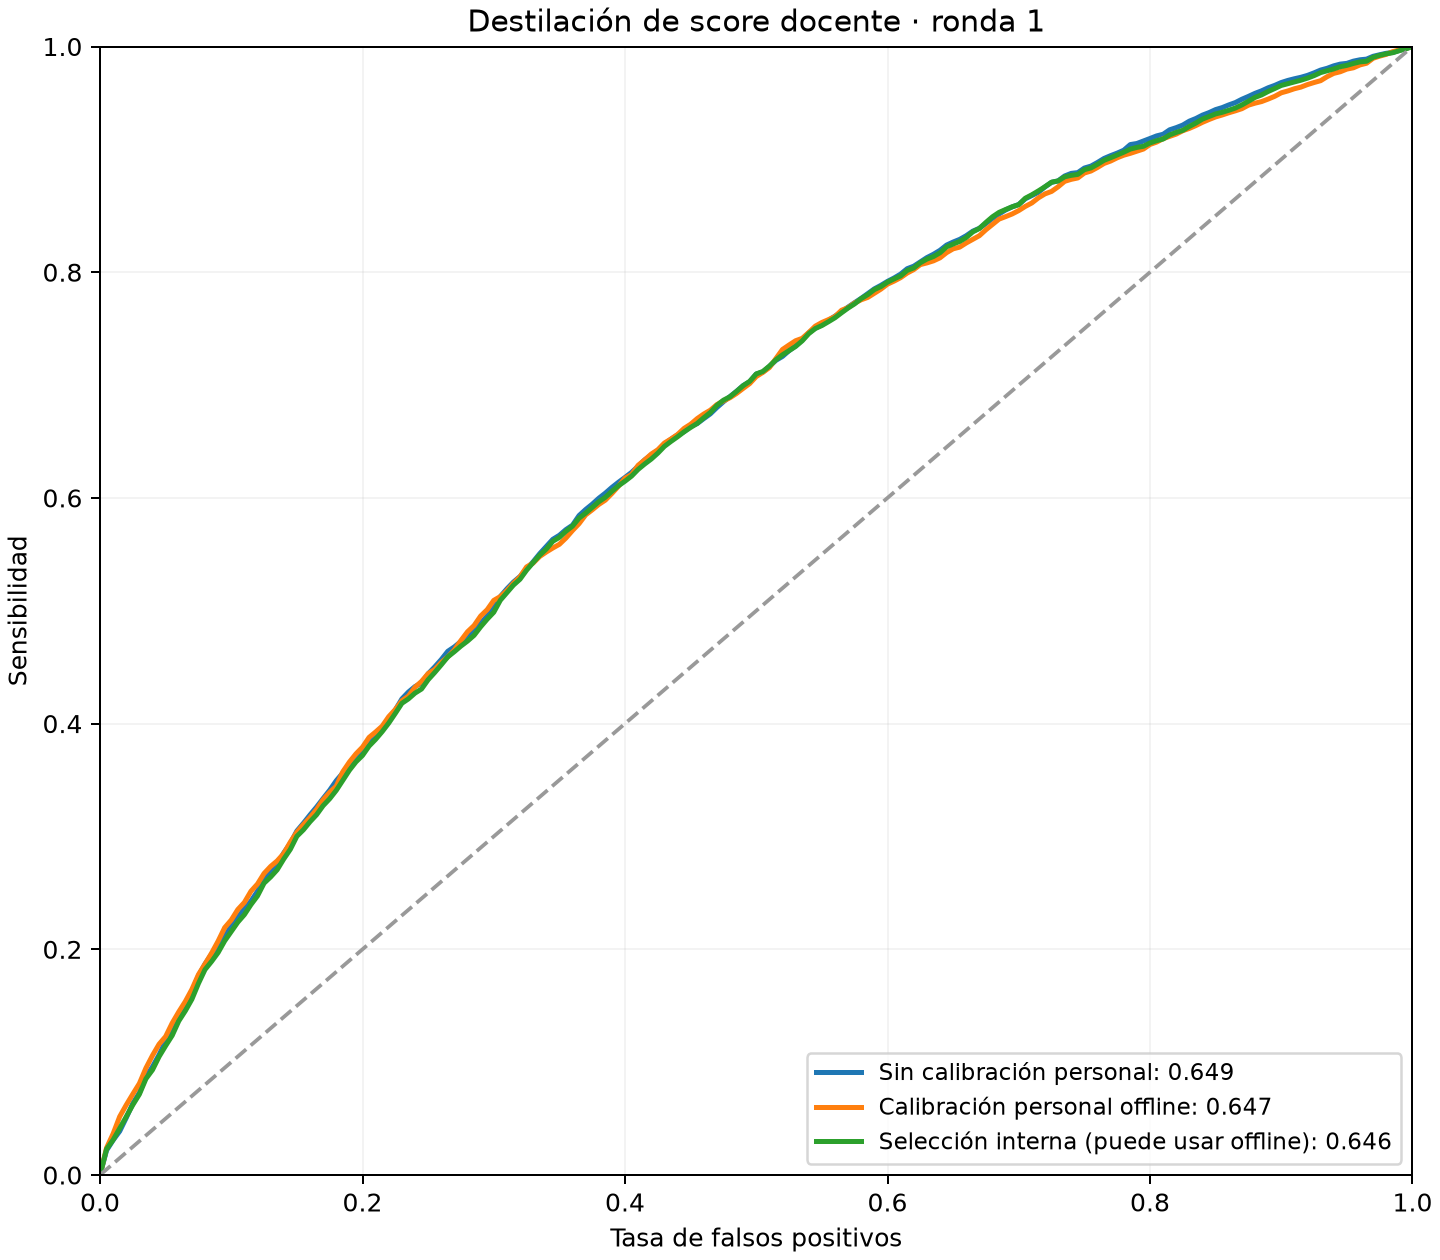 Destilación de score docente · ronda 1
1.0
0.8
0.6
0.4
0.2
0.0
Sensibilidad
0.0 0.2 0.4 0.6 0.8 1.0
Tasa de falsos positivos
Sin calibración personal: 0.649
Calibración personal offline: 0.647
Selección interna (puede usar offline): 0.646